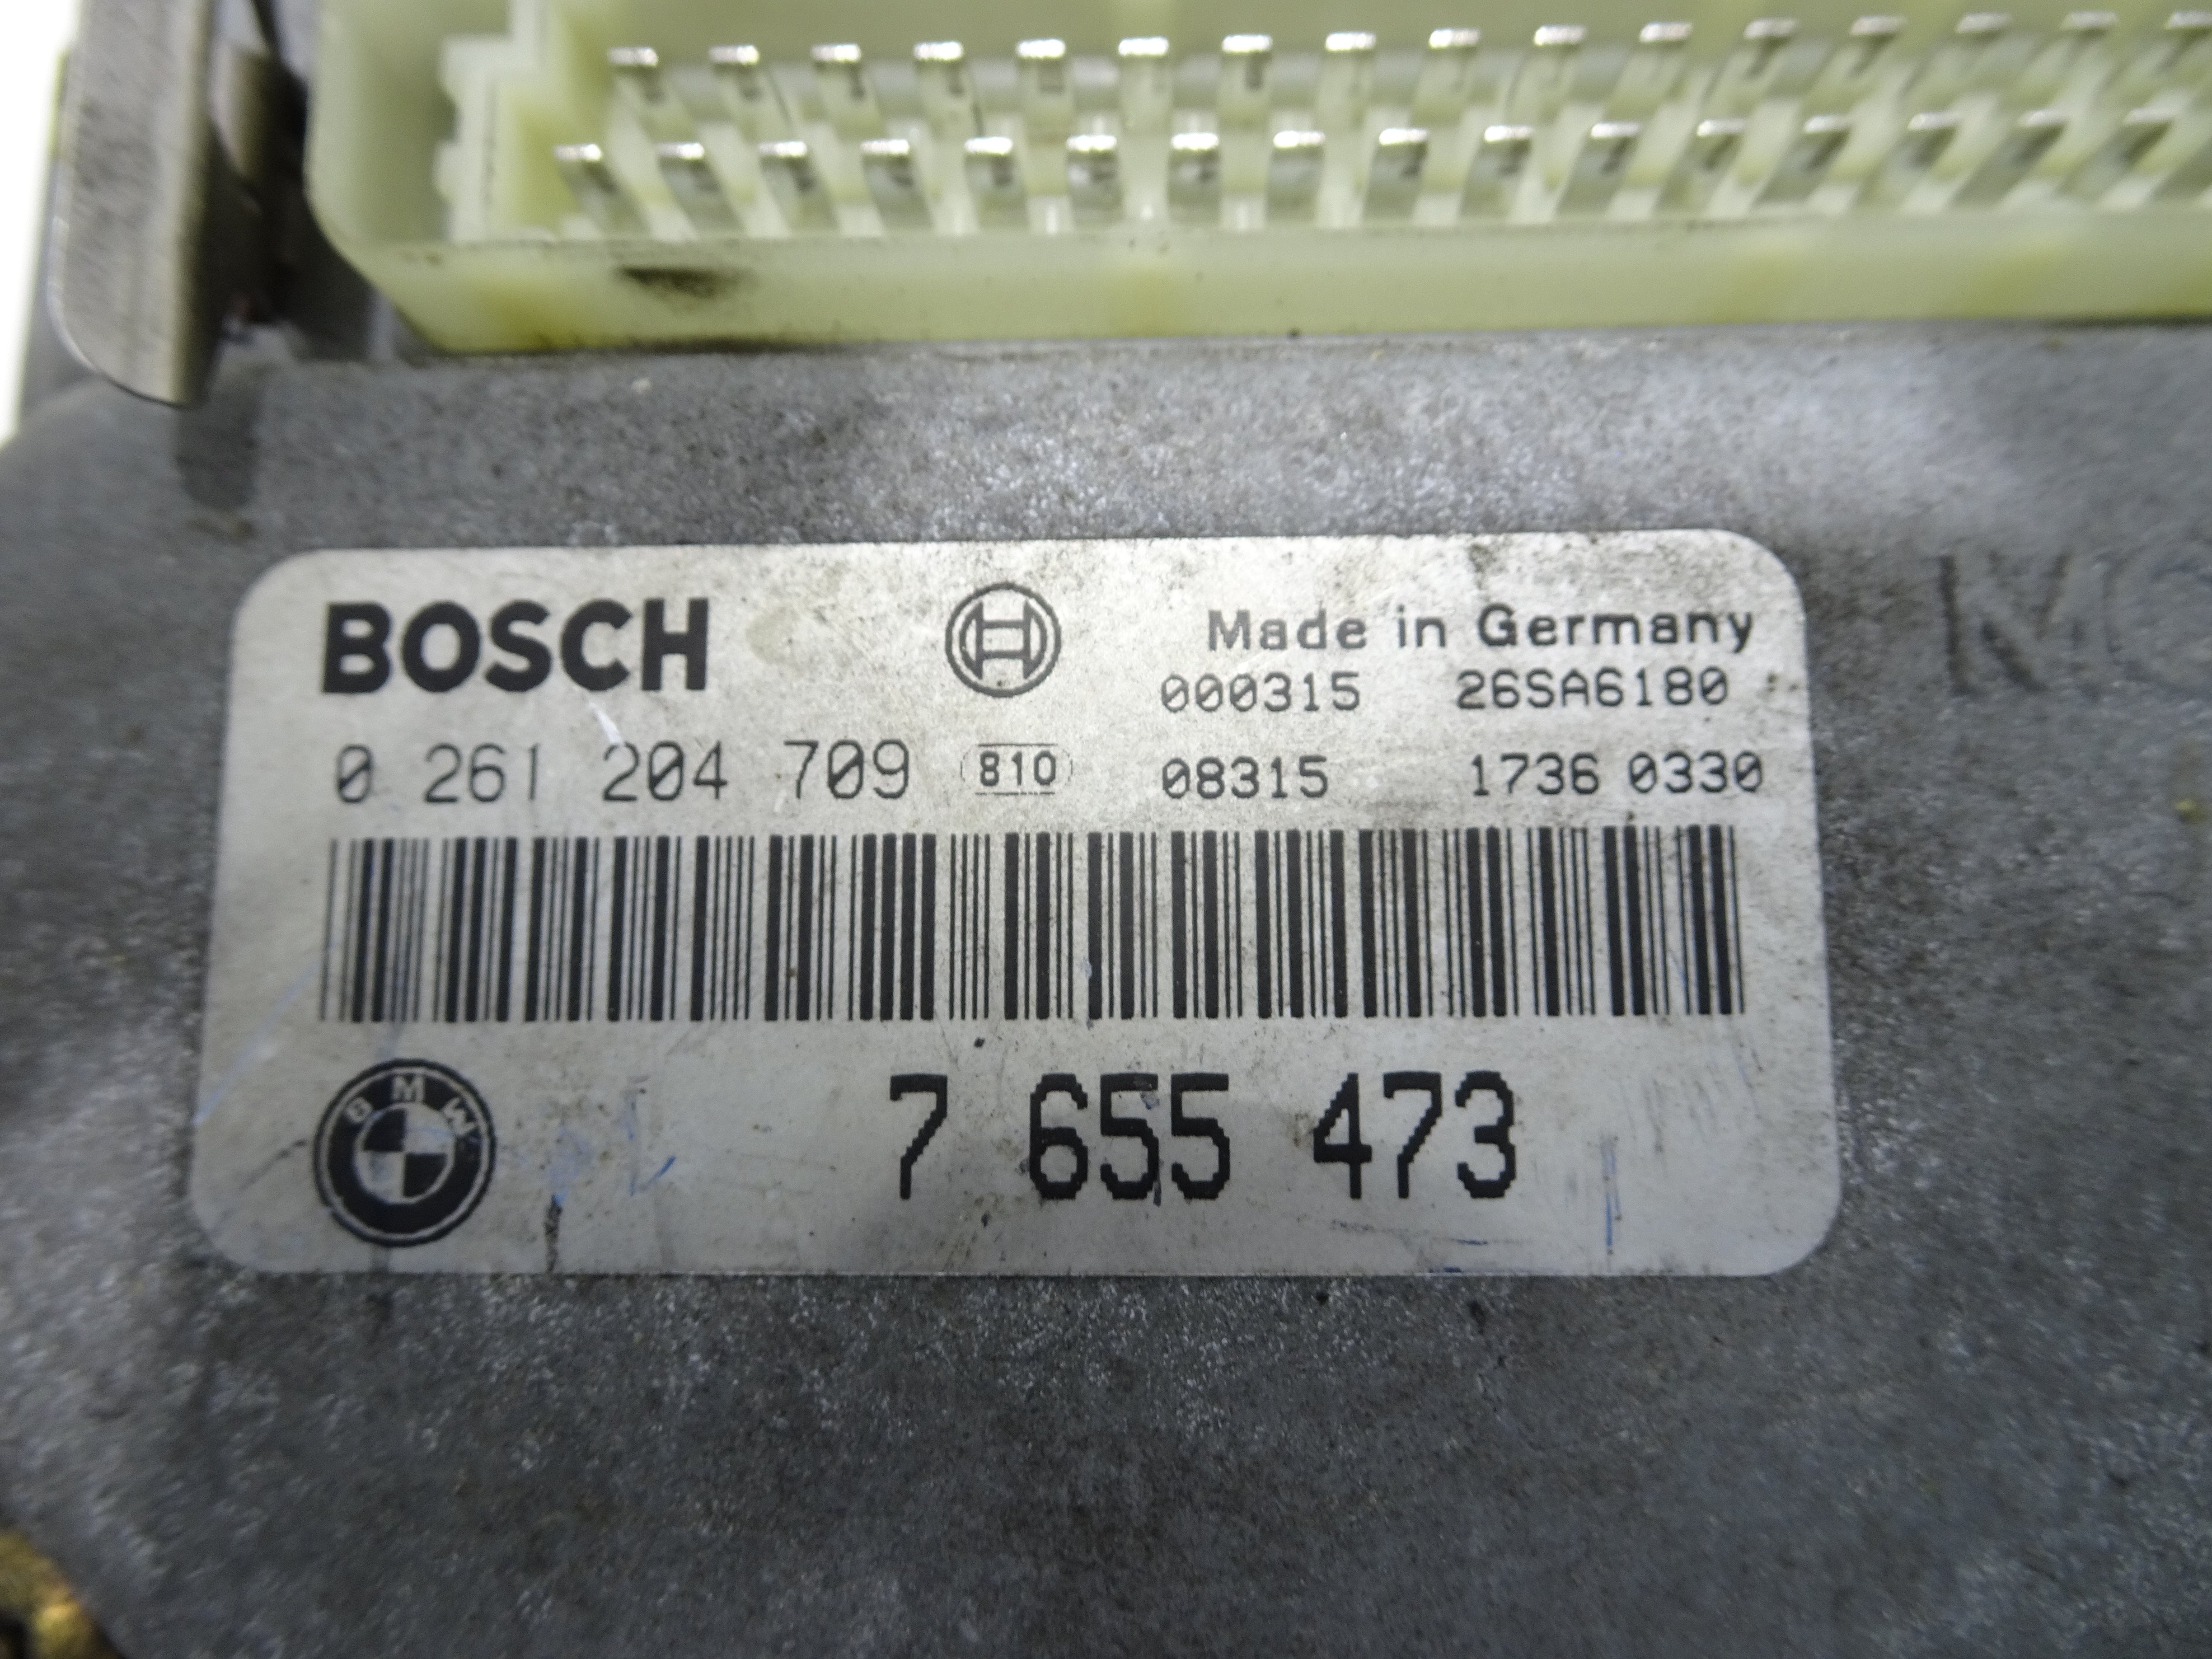 BOSCH Made in Germany
000315 26SA6180
0 261 204 709 810 08315 1736 0330
BMW
7 655 473